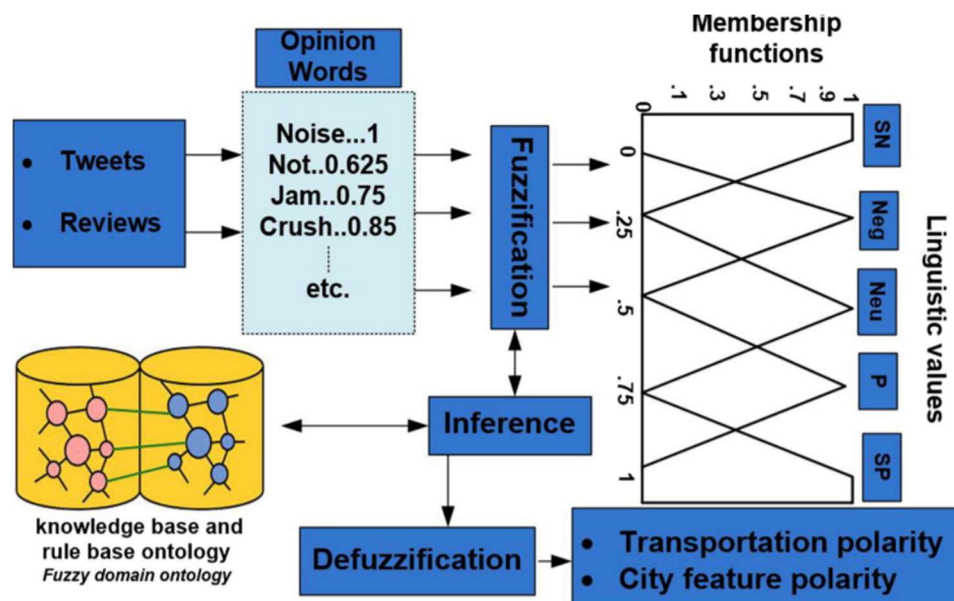 Opinion
Words
Membership
functions
0 .1 .3 .5 .7 .9 1
• Tweets
• Reviews
Noise...1
Not..0.625
Jam..0.75
Crush..0.85
etc.
Fuzzification
0
.25
.5
.75
1
SN
Neg
Neu
P
SP
Linguistic values
Inference
knowledge base and
rule base ontology
Fuzzy domain ontology
Defuzzification
• Transportation polarity
• City feature polarity